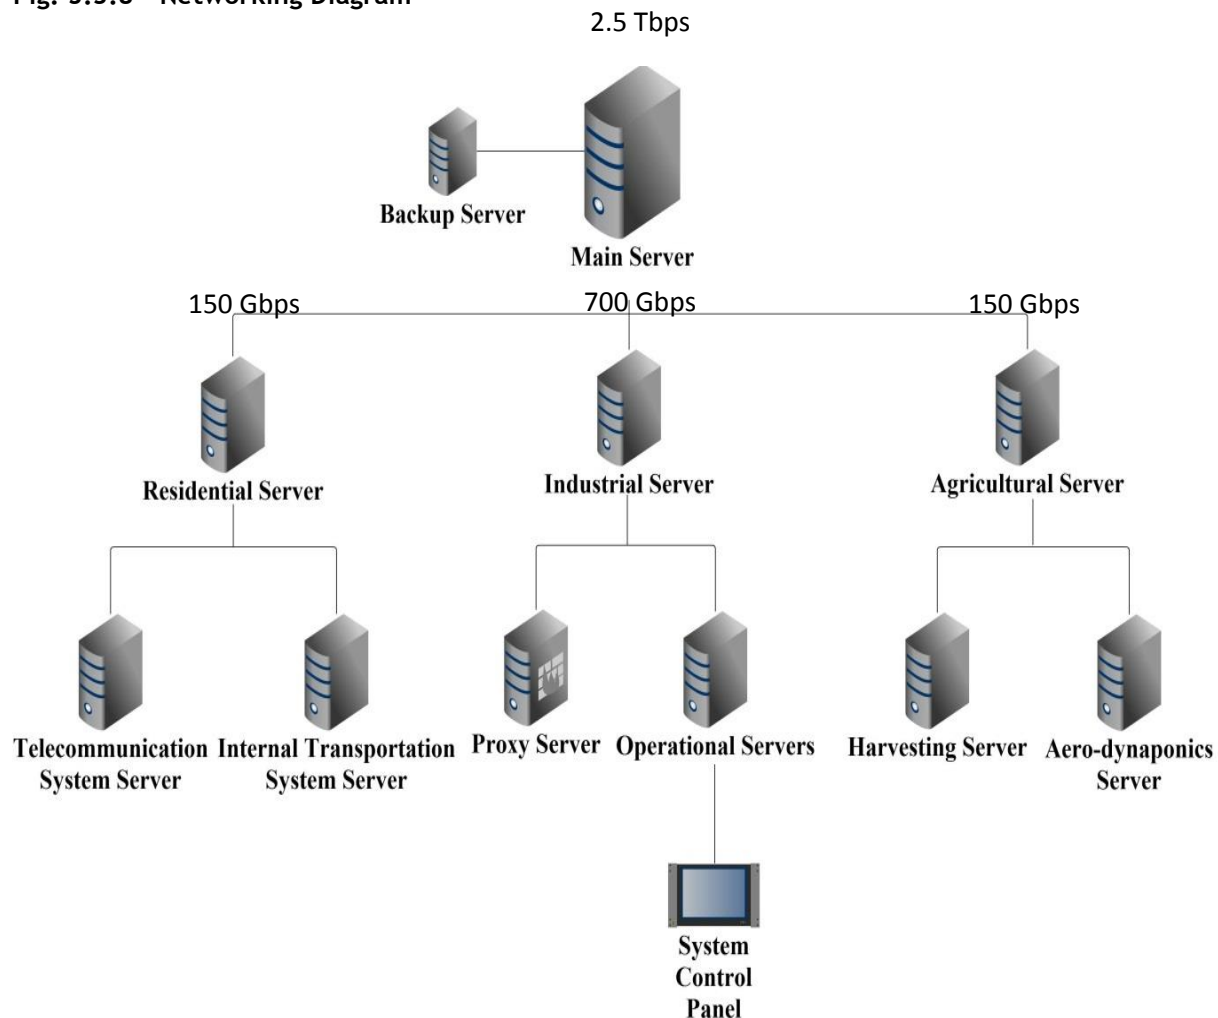 Networking Diagram
2.5 Tbps
Backup Server
Main Server
150 Gbps
700 Gbps
150 Gbps
Residential Server
Industrial Server
Agricultural Server
Telecommunication
System Server
Internal Transportation
System Server
Proxy Server
Operational Servers
Harvesting Server
Aero-dynaponics
Server
System
Control
Panel